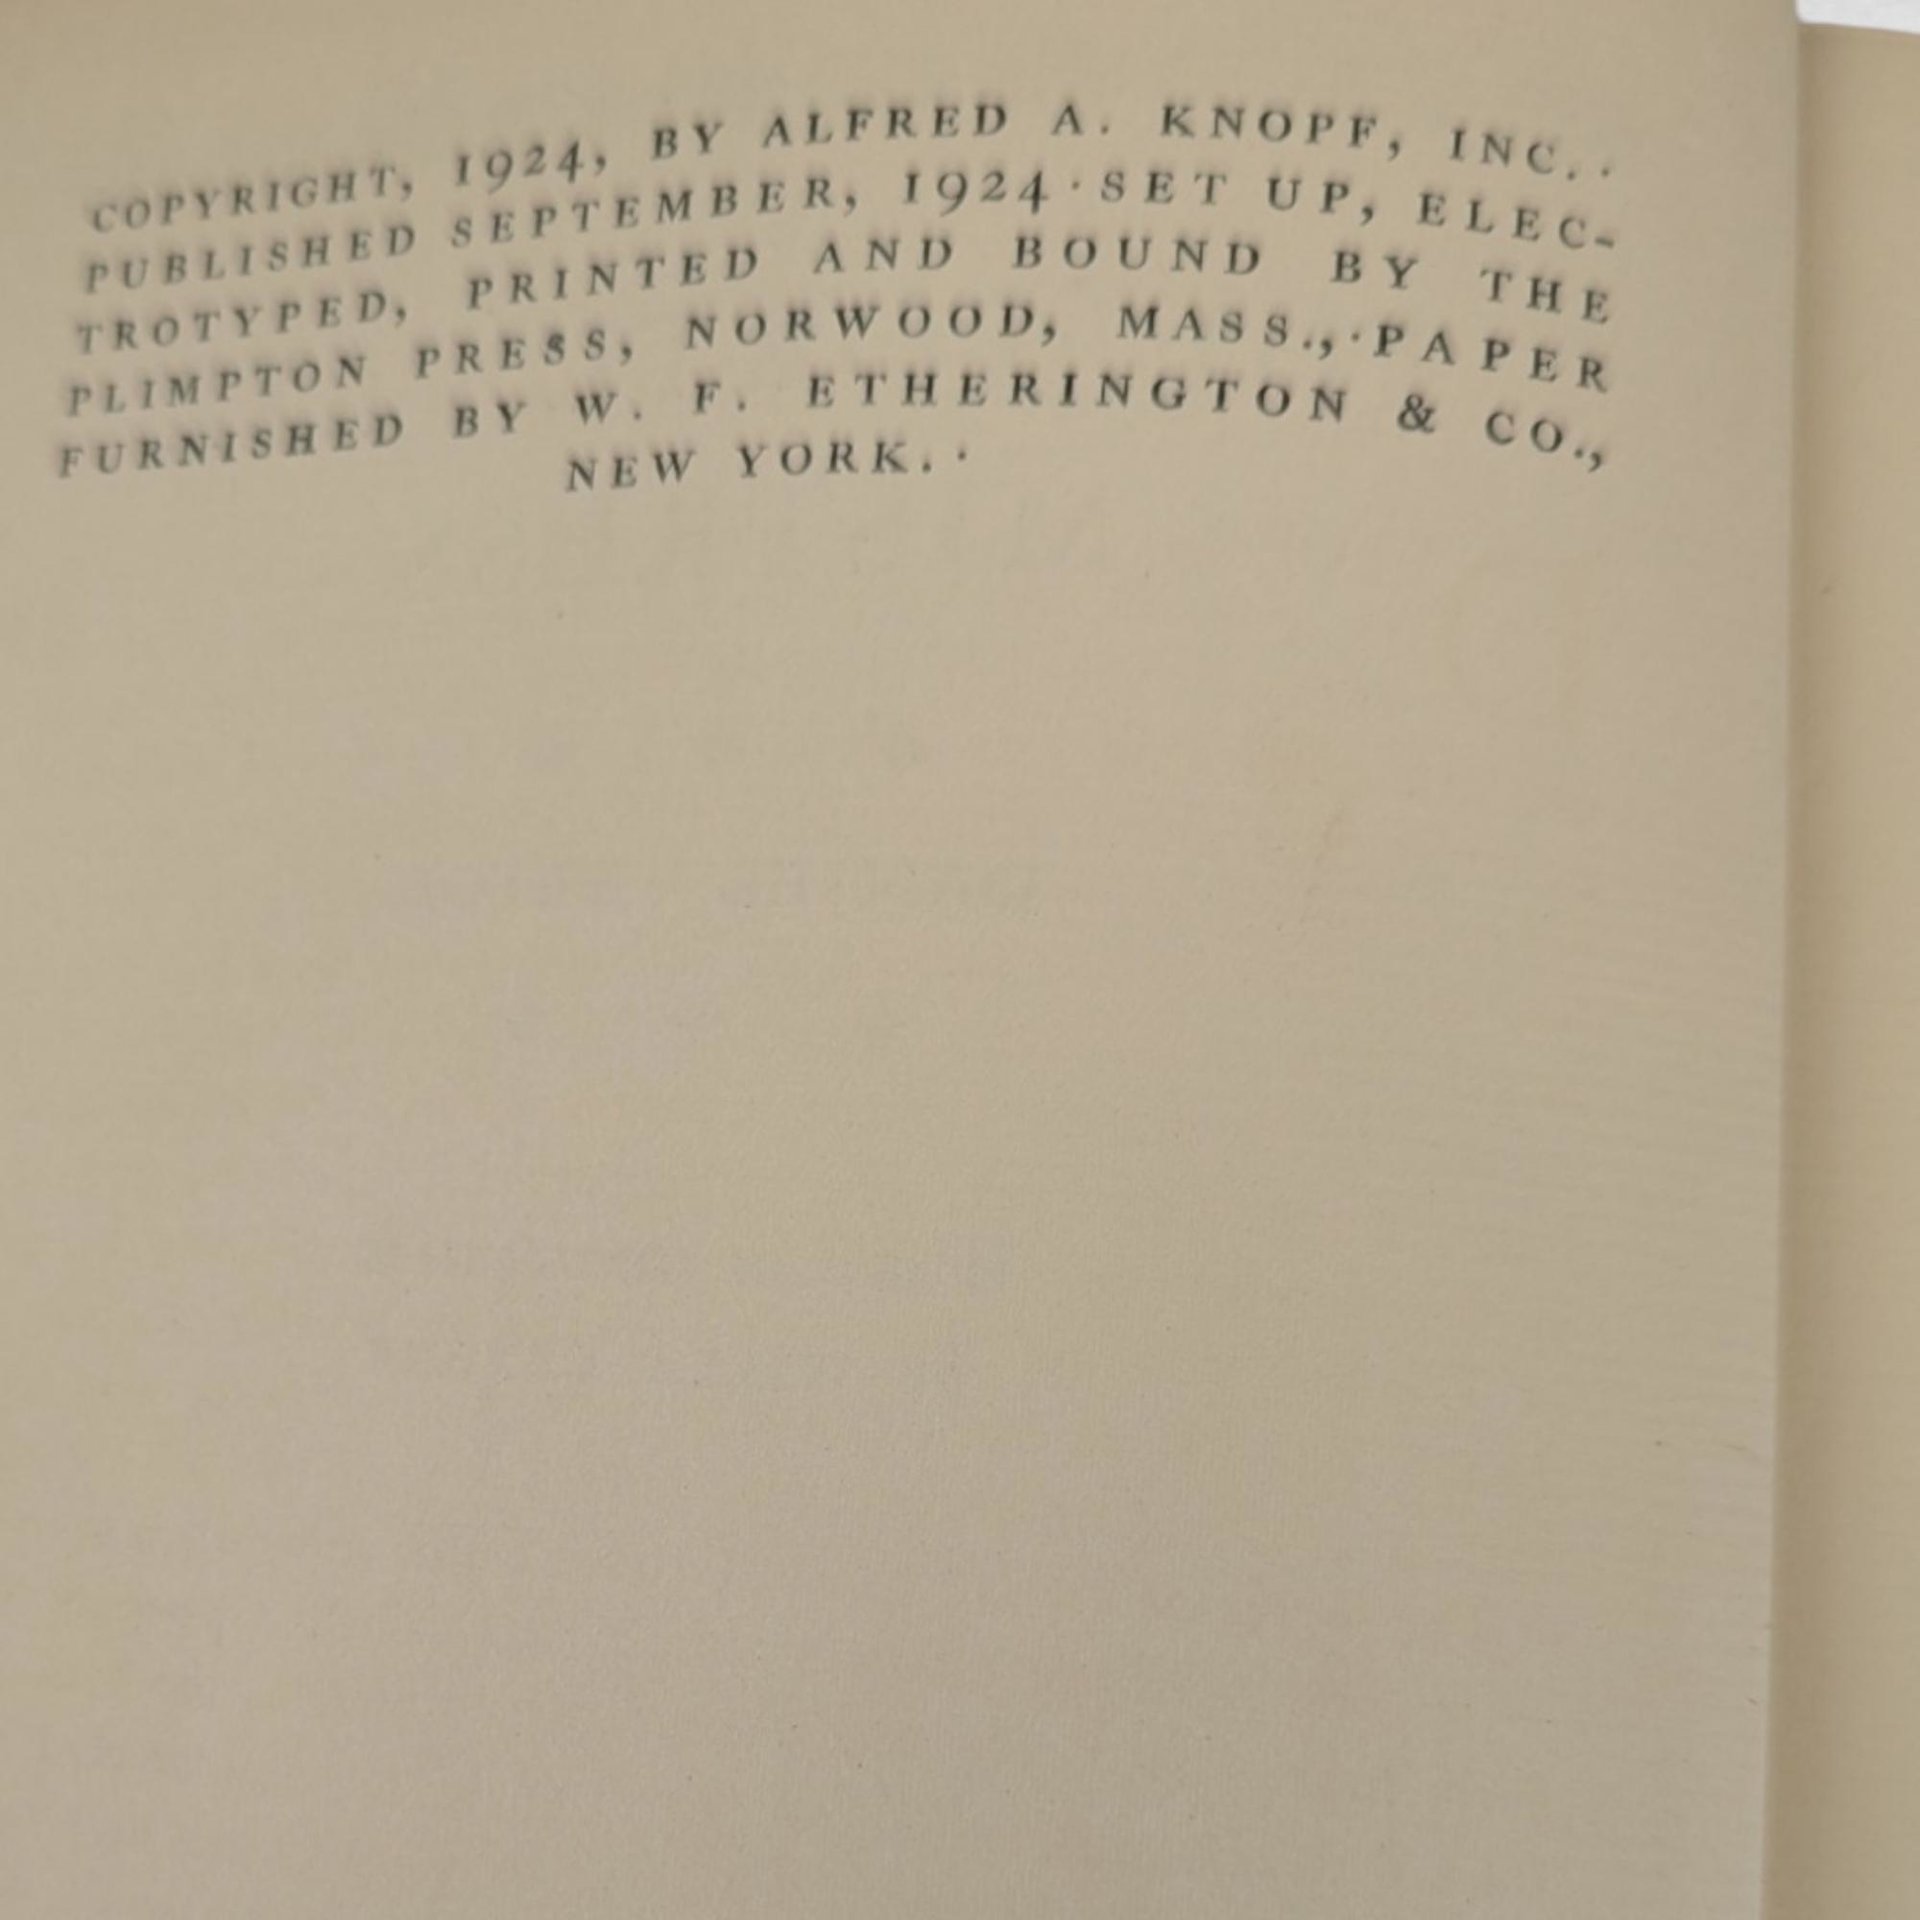 COPYRIGHT, 1924, BY ALFRED A. KNOPF, INC. ·
PUBLISHED SEPTEMBER, 1924 · SET UP, ELEC-
TROTYPED, PRINTED AND BOUND BY THE
PLIMPTON PRESS, NORWOOD, MASS., · PAPER
FURNISHED BY W. F. ETHERINGTON & CO.,
NEW YORK. ·